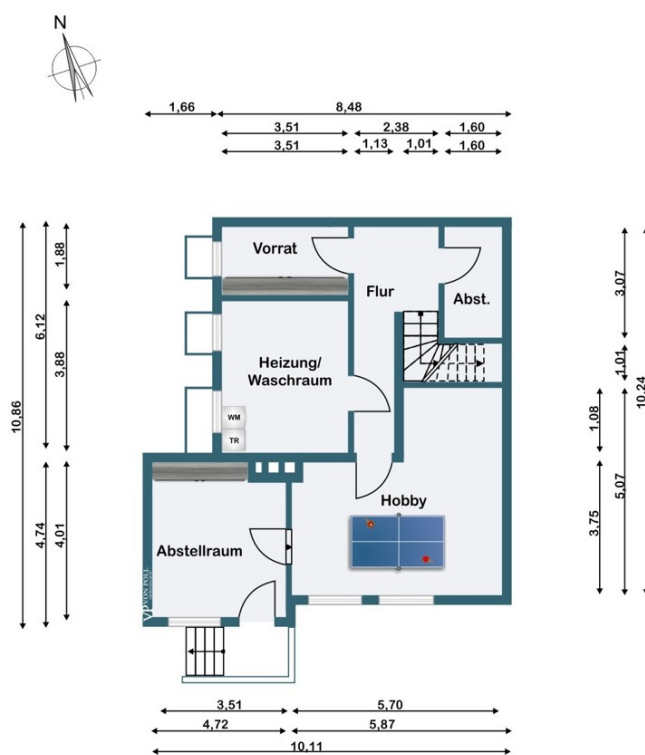 N
1,66
8,48
3,51
2,38
1,60
3,51
1,13
1,01
1,60
10,86
6,12
1,88
3,88
4,74
4,01
Vorrat
Flur
Abst.
Heizung/
Waschraum
WM
TR
Hobby
Abstellraum
VP VON POLL
3,07
1,01
10,24
1,08
5,07
3,75
3,51
5,70
4,72
5,87
10,11